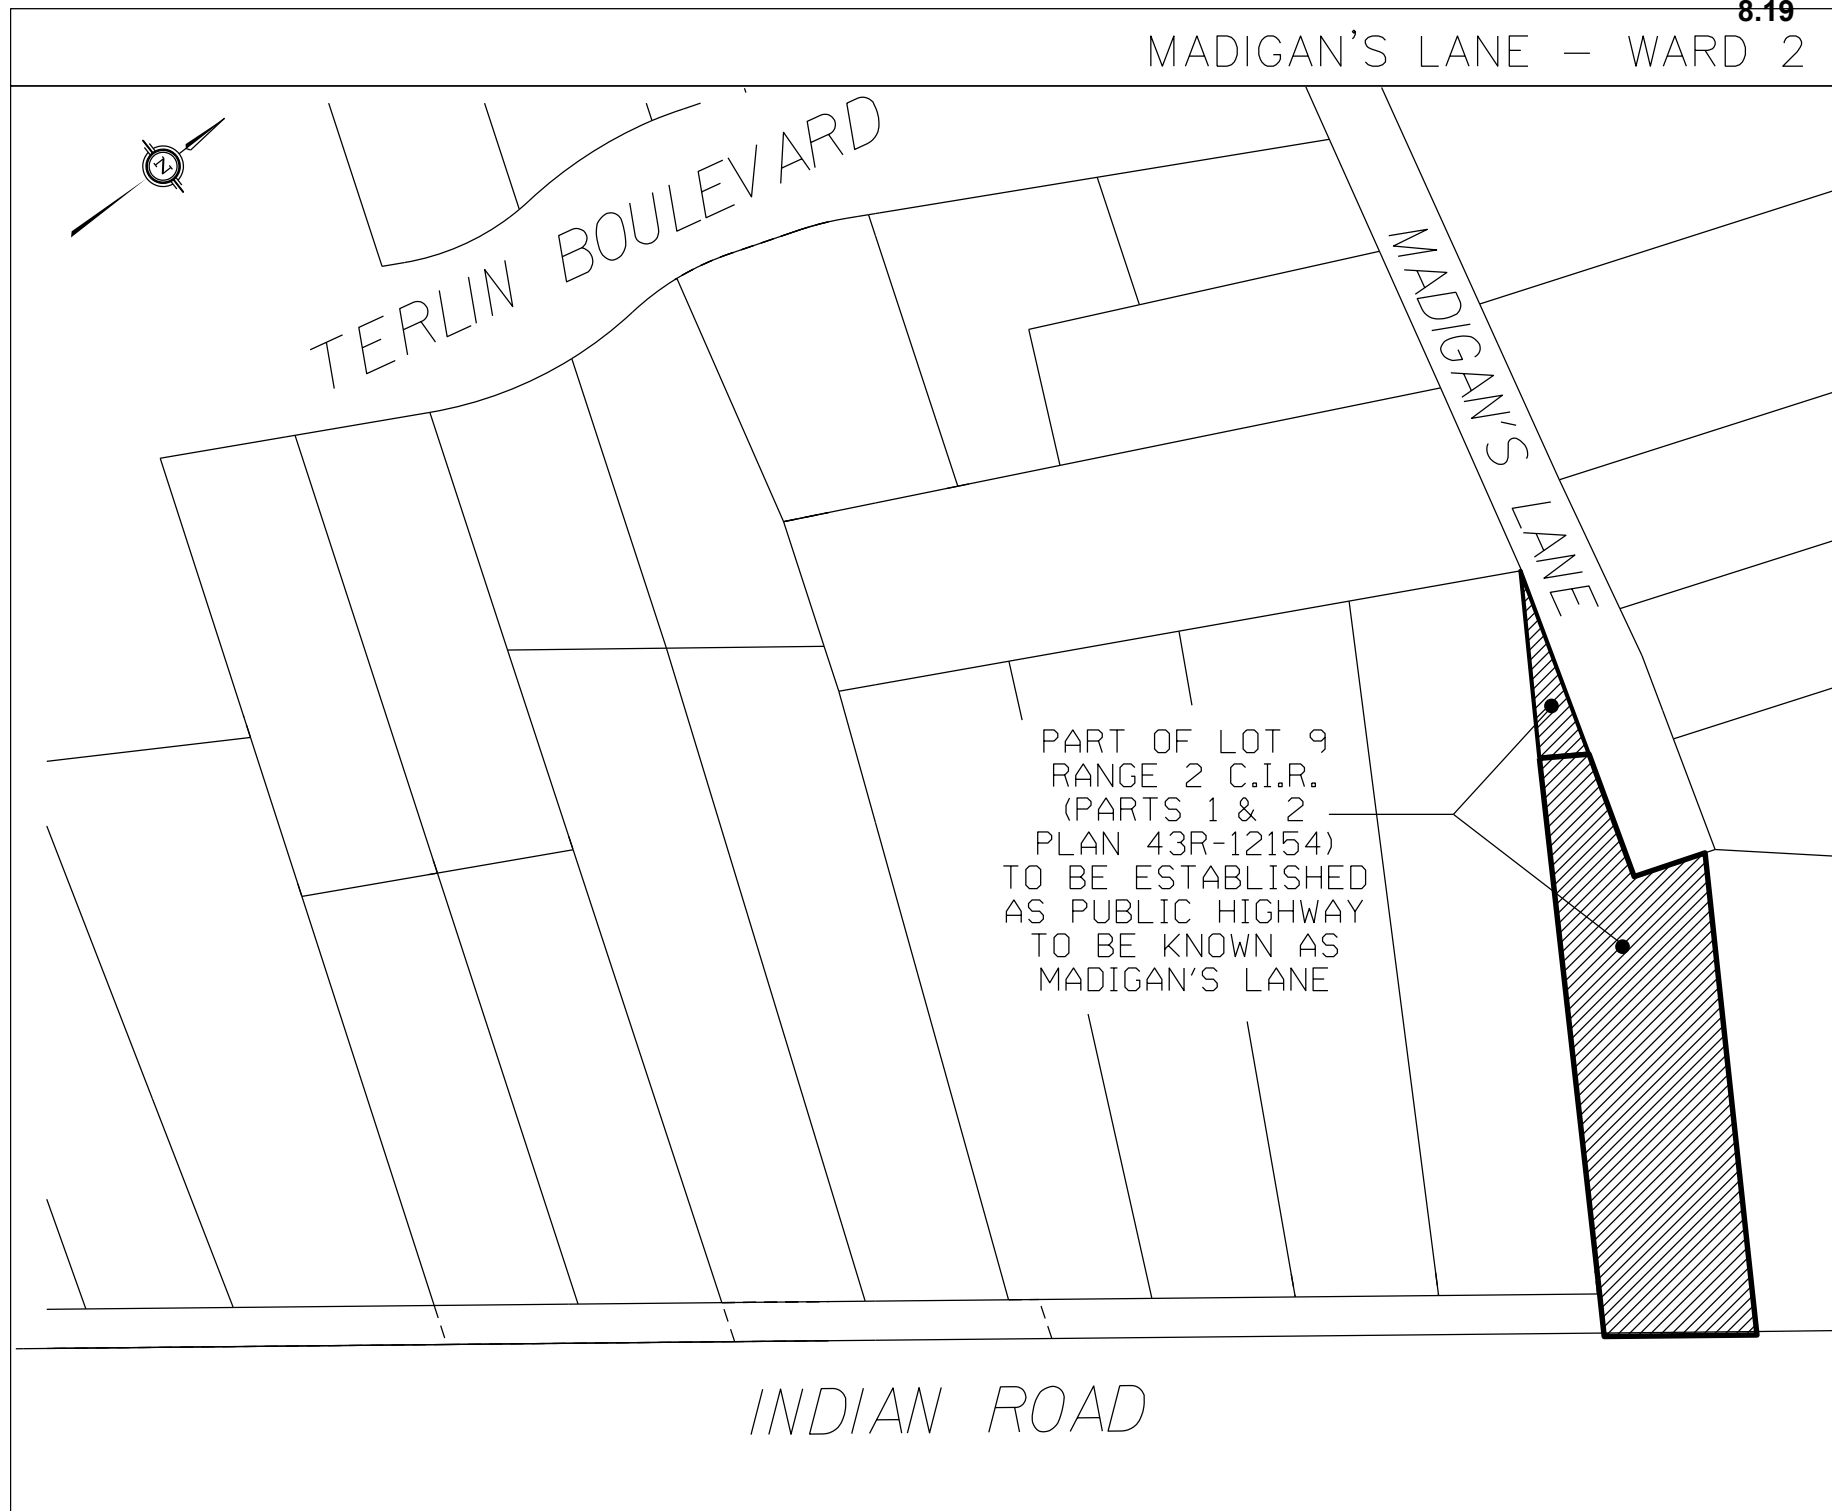 8.19
MADIGAN'S LANE - WARD 2
N
TERLIN BOULEVARD
MADIGAN'S LANE
PART OF LOT 9
RANGE 2 C.I.R.
(PARTS 1 & 2
PLAN 43R-12154)
TO BE ESTABLISHED
AS PUBLIC HIGHWAY
TO BE KNOWN AS
MADIGAN'S LANE
INDIAN ROAD